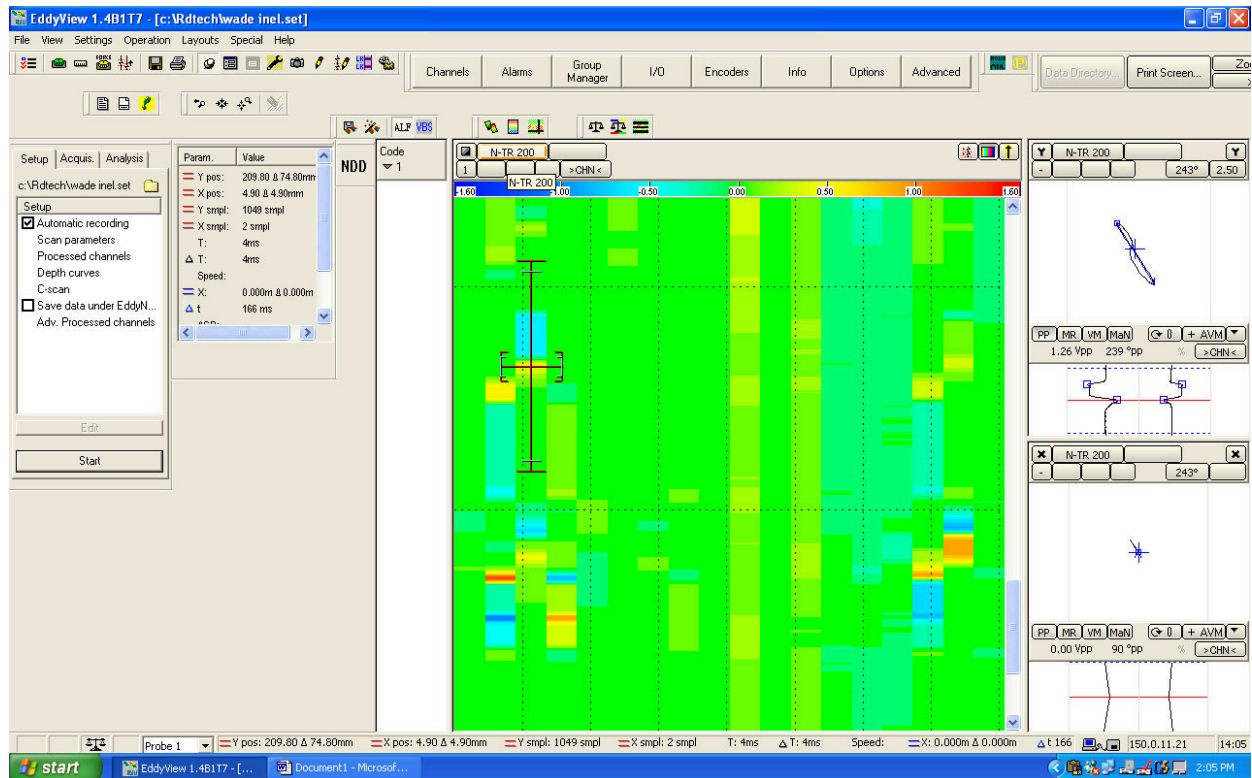 EddyView 1.4B1T7 - [c:\Rdtech\wade inel.set]
File View Settings Operation Layouts Special Help
Channels Alarms Group Manager I/O Encoders Info Options Advanced Data Directory... Print Screen... Zo
ALF VBS
Setup Acquis. Analysis
c:\Rdtech\wade inel.set
Setup
Automatic recording
Scan parameters
Processed channels
Depth curves
C-scan
Save data under EddyN...
Adv. Processed channels
Edit
Start
Param. Value
Y pos: 209.80 Δ 74.80mm
X pos: 4.90 Δ 4.90mm
Y smpl: 1049 smpl
X smpl: 2 smpl
T: 4ms
Δ T: 4ms
Speed:
X: 0.000m Δ 0.000m
Δ t 166 ms
NDD
Code
1
N-TR 200
1 >CHN<
N-TR 200
-1.60 -1.00 -0.50 0.00 0.50 1.00 1.60
Y N-TR 200 Y
- 243° 2.50
PP MR VM MaN 0 + AVM
1.26 Vpp 239 °pp % >CHN<
X N-TR 200 X
- 243°
PP MR VM MaN 0 + AVM
0.00 Vpp 90 °pp % >CHN<
Probe 1 Y pos: 209.80 Δ 74.80mm X pos: 4.90 Δ 4.90mm Y smpl: 1049 smpl X smpl: 2 smpl T: 4ms Δ T: 4ms Speed: X: 0.000m Δ 0.000m Δ t 166 150.0.11.21 14:05
start EddyView 1.4B1T7 - [... Document1 - Microsof... 2:05 PM